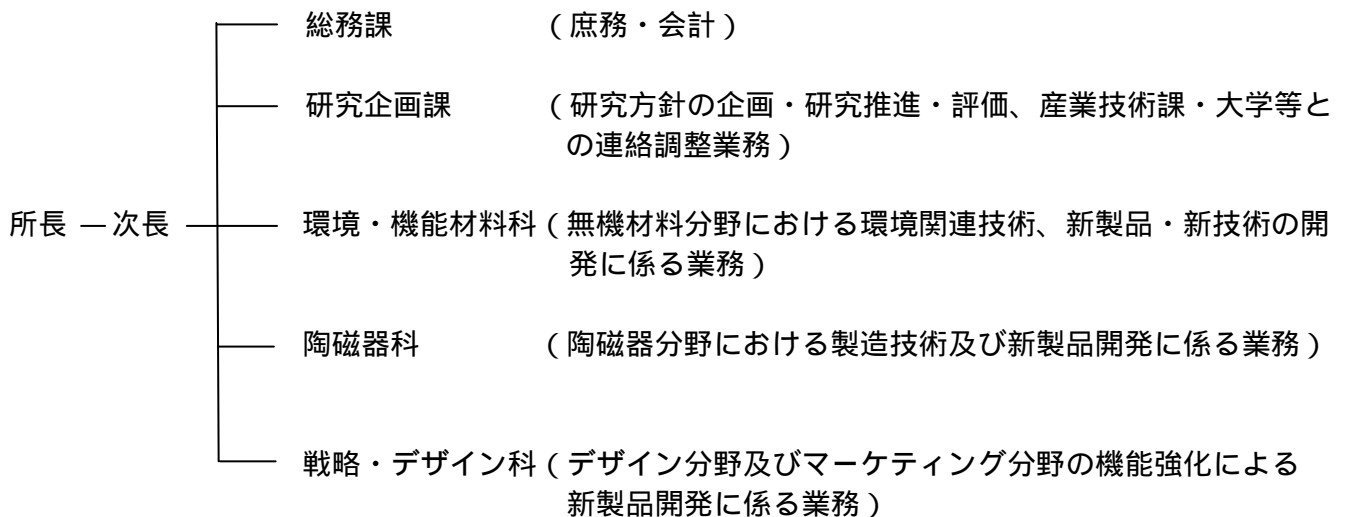 総務課 (庶務・会計)
研究企画課 (研究方針の企画・研究推進・評価、産業技術課・大学等と
の連絡調整業務)
所長 ― 次長 環境・機能材料科 (無機材料分野における環境関連技術、新製品・新技術の開
発に係る業務)
陶磁器科 (陶磁器分野における製造技術及び新製品開発に係る業務)
戦略・デザイン科 (デザイン分野及びマーケティング分野の機能強化による
新製品開発に係る業務)